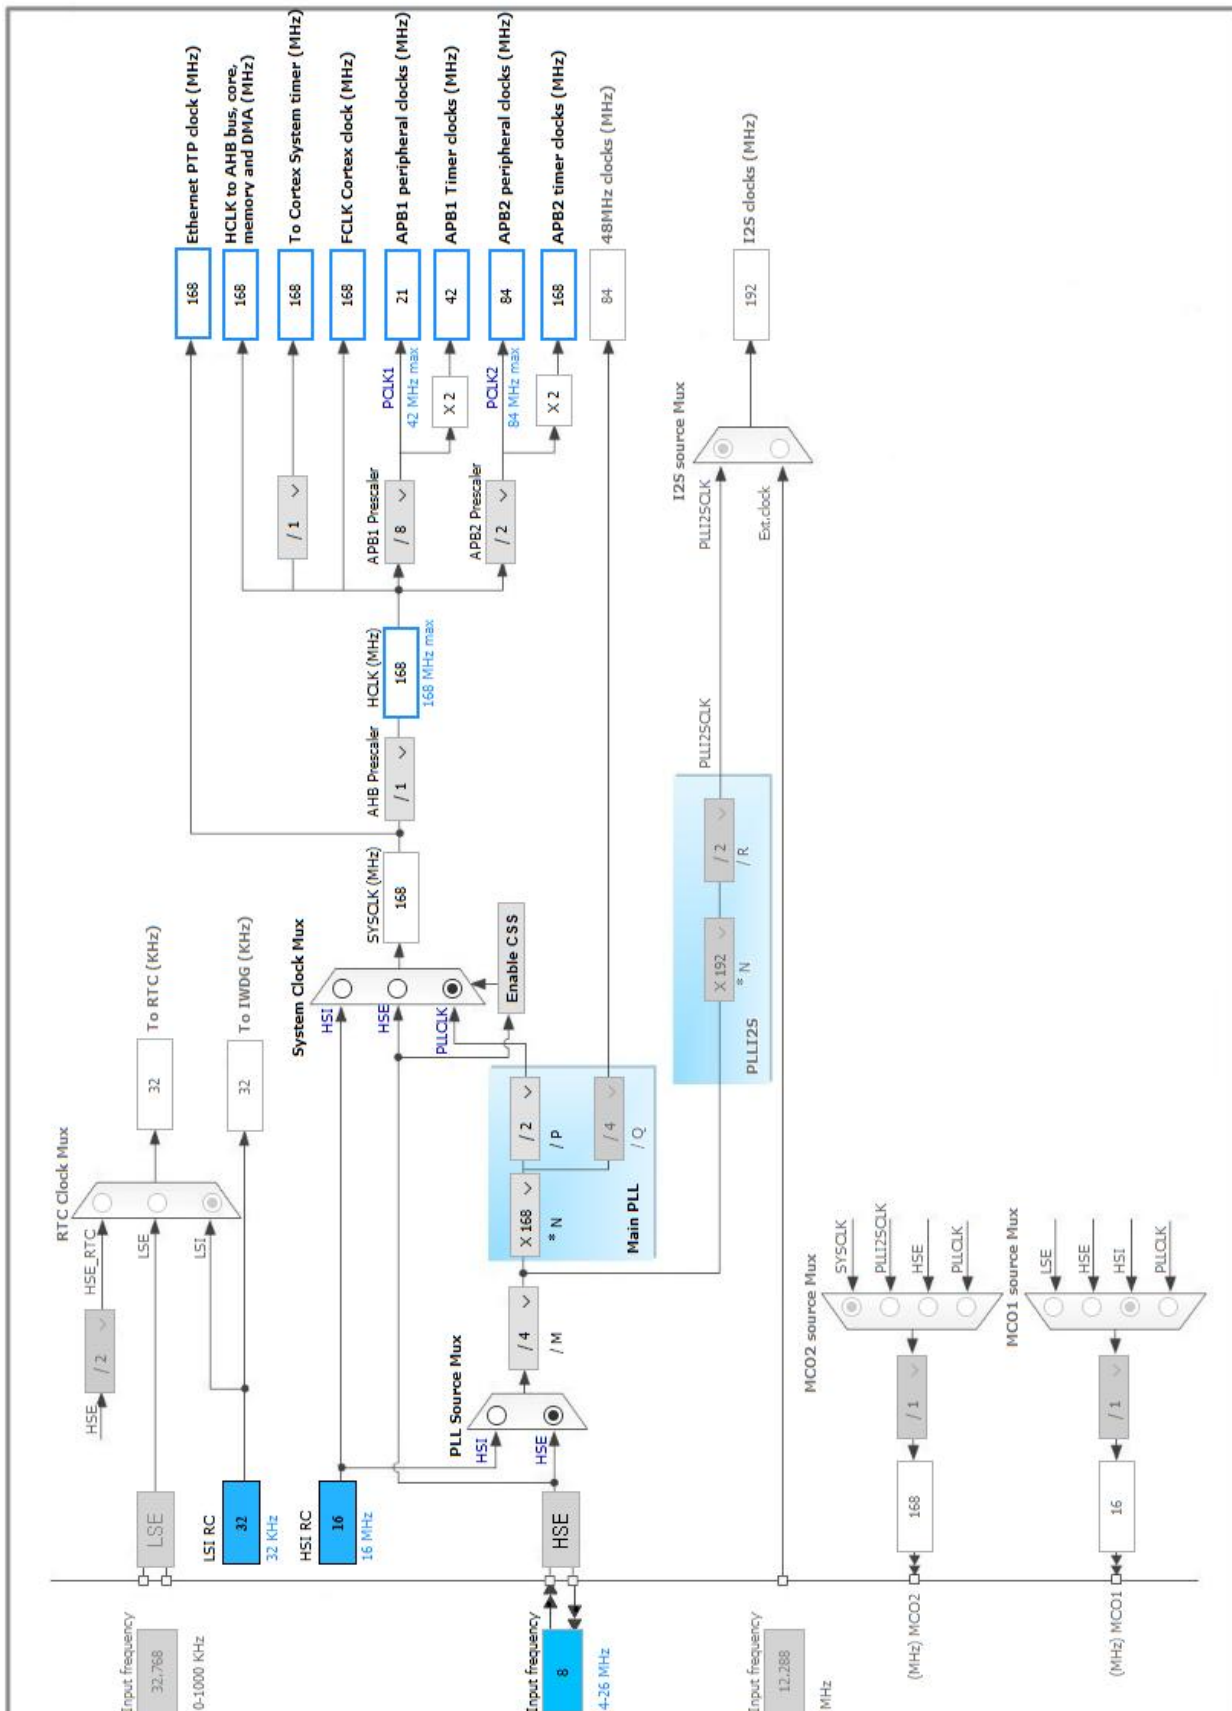 Input frequency
32.768
0-1000 KHz
LSE
HSE
/ 2
HSE_RTC
LSE
LSI
RTC Clock Mux
32
To RTC (KHz)
LSI RC
32
32 KHz
32
To IWDG (KHz)
HSI RC
16
16 MHz
Input frequency
8
4-26 MHz
HSE
PLL Source Mux
HSI
HSE
/ 4
/ M
X 168
* N
/ 2
/ P
/ 4
/ Q
Main PLL
System Clock Mux
HSI
HSE
PLLCLK
Enable CSS
SYSCLK (MHz)
168
AHB Prescaler
/ 1
HCLK (MHz)
168
168 MHz max
/ 1
APB1 Prescaler
/ 8
APB2 Prescaler
/ 2
PCLK1
42 MHz max
X 2
PCLK2
84 MHz max
X 2
168
Ethernet PTP clock (MHz)
168
HCLK to AHB bus, core,
memory and DMA (MHz)
168
To Cortex System timer (MHz)
168
FCLK Cortex clock (MHz)
21
APB1 peripheral clocks (MHz)
42
APB1 Timer clocks (MHz)
84
APB2 peripheral clocks (MHz)
168
APB2 timer clocks (MHz)
84
48MHz clocks (MHz)
PLLI2S
X 192
* N
/ 2
/ R
PLLI2SCLK
PLLI2SCLK
I2S source Mux
Ext.clock
192
I2S clocks (MHz)
Input frequency
12.288
MHz
MCO2 source Mux
SYSCLK
PLLI2SCLK
HSE
PLLCLK
/ 1
168
(MHz) MCO2
MCO1 source Mux
LSE
HSE
HSI
PLLCLK
/ 1
16
(MHz) MCO1